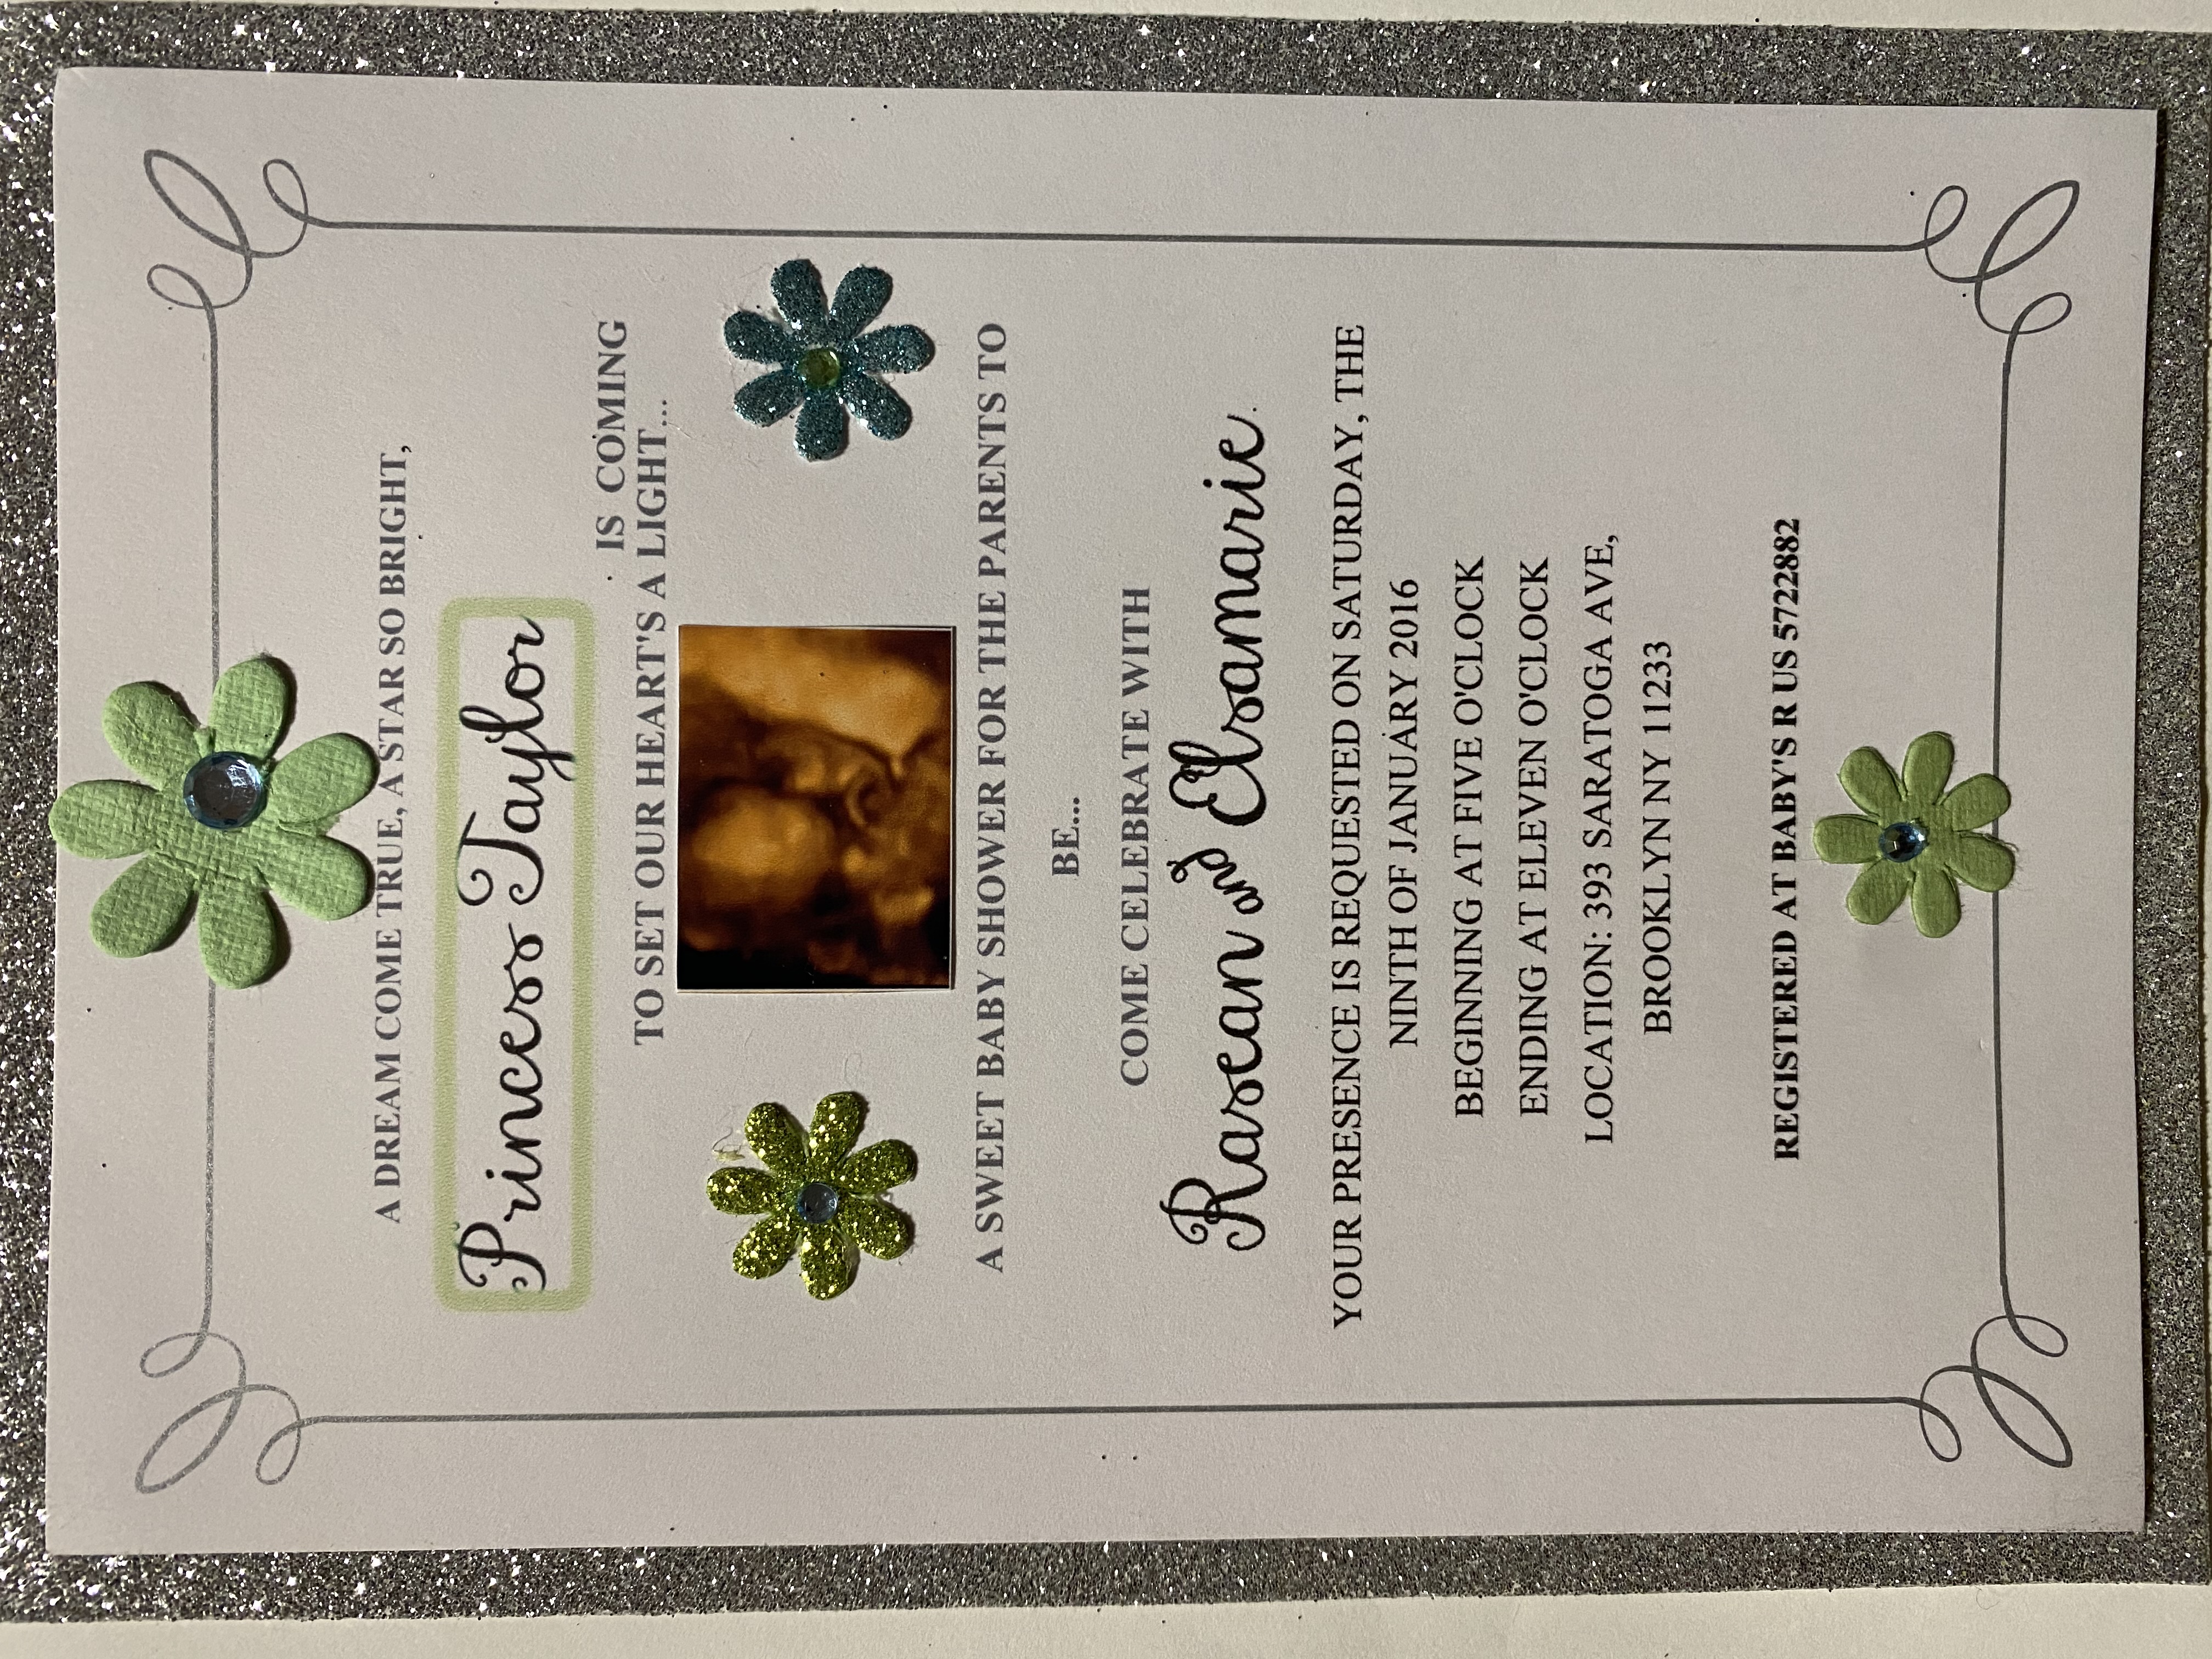 A DREAM COME TRUE, A STAR SO BRIGHT,
Princess Taylor
IS COMING
TO SET OUR HEART'S A LIGHT...
A SWEET BABY SHOWER FOR THE PARENTS TO
BE...
COME CELEBRATE WITH
Rasean and Elsamarie.
YOUR PRESENCE IS REQUESTED ON SATURDAY, THE
NINTH OF JANUARY 2016
BEGINNING AT FIVE O'CLOCK
ENDING AT ELEVEN O'CLOCK
LOCATION: 393 SARATOGA AVE,
BROOKLYN NY 11233
REGISTERED AT BABY'S R US 5722882